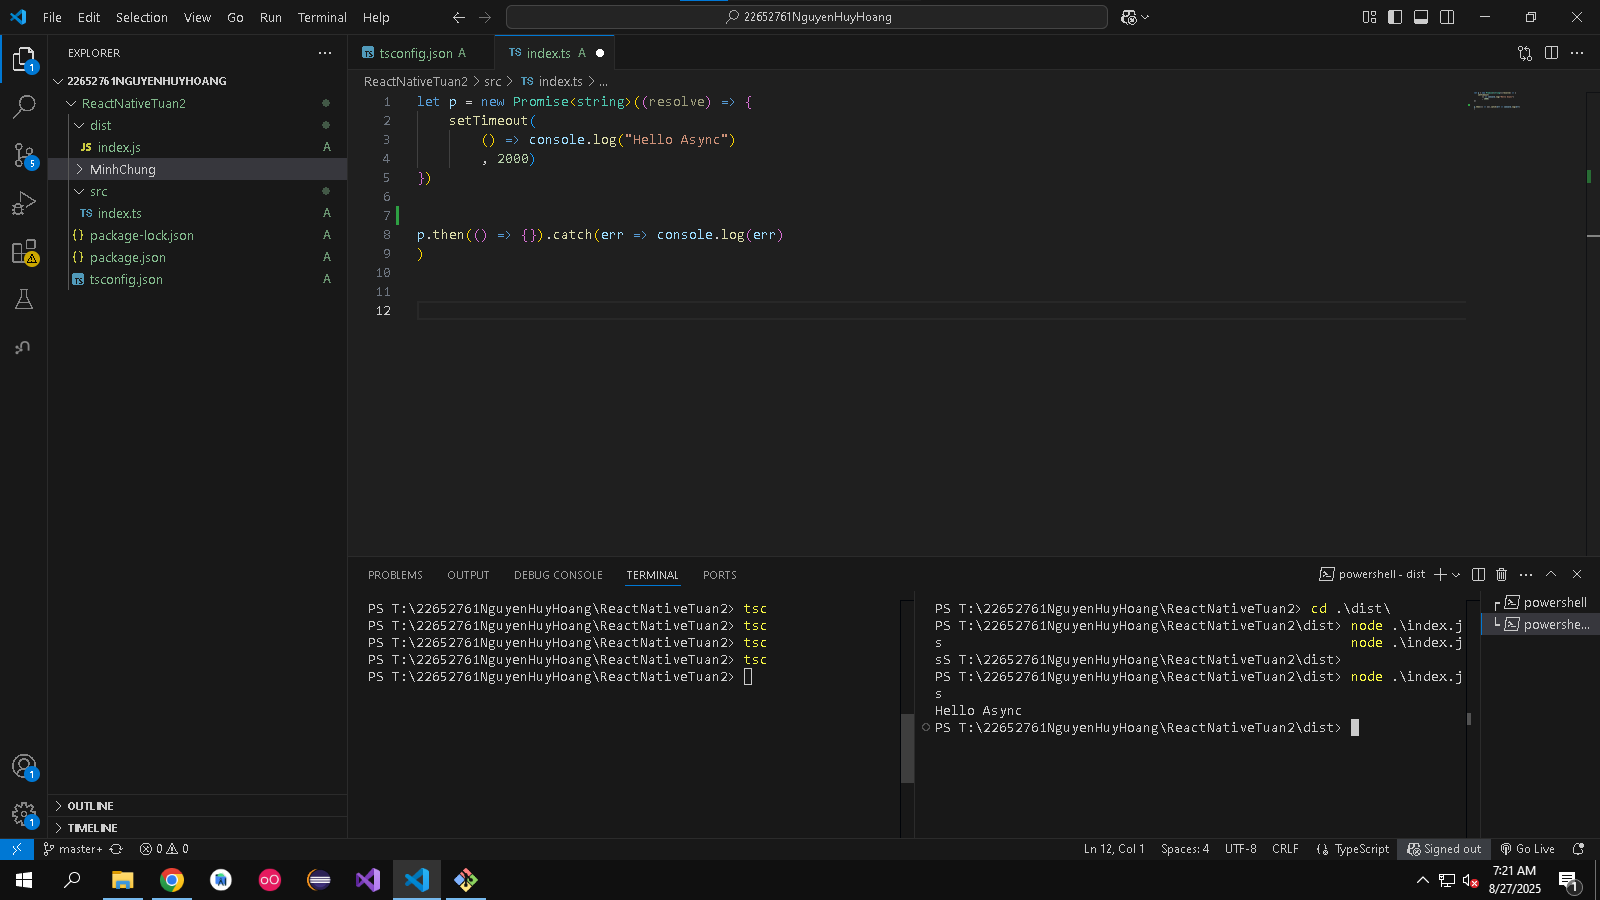 File Edit Selection View Go Run Terminal Help
22652761NguyenHuyHoang
EXPLORER
22652761NGUYENHUYHOANG
ReactNativeTuan2
dist
JS index.js A
MinhChung
src
TS index.ts A
{} package-lock.json A
{} package.json A
TS tsconfig.json A
OUTLINE
TIMELINE
1
5
1
1
TS tsconfig.json A
TS index.ts A
ReactNativeTuan2 > src > TS index.ts > ...
1 let p = new Promise<string>((resolve) => {
2 setTimeout(
3 () => console.log("Hello Async")
4 , 2000)
5 })
6
7
8 p.then(() => {}).catch(err => console.log(err)
9 )
10
11
12
PROBLEMS OUTPUT DEBUG CONSOLE TERMINAL PORTS
powershell - dist
PS T:\22652761NguyenHuyHoang\ReactNativeTuan2> tsc
PS T:\22652761NguyenHuyHoang\ReactNativeTuan2> tsc
PS T:\22652761NguyenHuyHoang\ReactNativeTuan2> tsc
PS T:\22652761NguyenHuyHoang\ReactNativeTuan2> tsc
PS T:\22652761NguyenHuyHoang\ReactNativeTuan2>
PS T:\22652761NguyenHuyHoang\ReactNativeTuan2> cd .\dist\
PS T:\22652761NguyenHuyHoang\ReactNativeTuan2\dist> node .\index.j
s node .\index.j
sS T:\22652761NguyenHuyHoang\ReactNativeTuan2\dist>
PS T:\22652761NguyenHuyHoang\ReactNativeTuan2\dist> node .\index.j
s
Hello Async
PS T:\22652761NguyenHuyHoang\ReactNativeTuan2\dist>
powershell
powershe...
master+ 0 0
Ln 12, Col 1 Spaces: 4 UTF-8 CRLF {} TypeScript Signed out Go Live
7:21 AM
8/27/2025
1